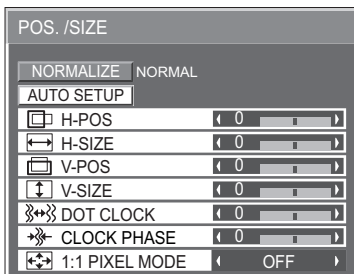 POS. /SIZE
NORMALIZE NORMAL
AUTO SETUP
H-POS 0
H-SIZE 0
V-POS 0
V-SIZE 0
DOT CLOCK 0
CLOCK PHASE 0
1:1 PIXEL MODE OFF